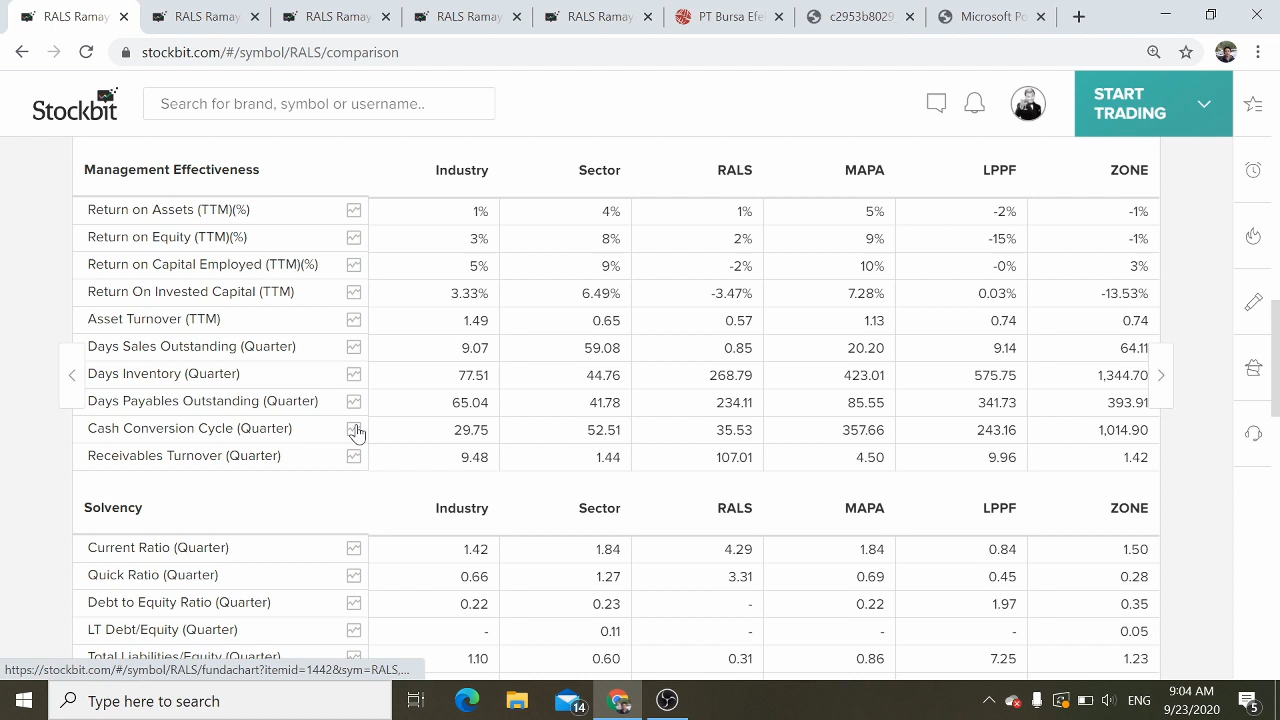 RALS Ramay
RALS Ramay
RALS Ramay
RALS Ramay
RALS Ramay
PT Bursa Efe
c2953b8029
Microsoft Po
stockbit.com/#/symbol/RALS/comparison
Stockbit
Search for brand, symbol or username..
START
TRADING
Management Effectiveness Industry Sector RALS MAPA LPPF ZONE
Return on Assets (TTM)(%) 1% 4% 1% 5% -2% -1%
Return on Equity (TTM)(%) 3% 8% 2% 9% -15% -1%
Return on Capital Employed (TTM)(%) 5% 9% -2% 10% -0% 3%
Return On Invested Capital (TTM) 3.33% 6.49% -3.47% 7.28% 0.03% -13.53%
Asset Turnover (TTM) 1.49 0.65 0.57 1.13 0.74 0.74
Days Sales Outstanding (Quarter) 9.07 59.08 0.85 20.20 9.14 64.11
Days Inventory (Quarter) 77.51 44.76 268.79 423.01 575.75 1,344.70
Days Payables Outstanding (Quarter) 65.04 41.78 234.11 85.55 341.73 393.91
Cash Conversion Cycle (Quarter) 29.75 52.51 35.53 357.66 243.16 1,014.90
Receivables Turnover (Quarter) 9.48 1.44 107.01 4.50 9.96 1.42
Solvency Industry Sector RALS MAPA LPPF ZONE
Current Ratio (Quarter) 1.42 1.84 4.29 1.84 0.84 1.50
Quick Ratio (Quarter) 0.66 1.27 3.31 0.69 0.45 0.28
Debt to Equity Ratio (Quarter) 0.22 0.23 - 0.22 1.97 0.35
LT Debt/Equity (Quarter) - 0.11 - - - 0.05
Total Liabilities/Equity (Quarter) 1.10 0.60 0.31 0.86 7.25 1.23
https://stockbit.com/#/symbol/RALS/fundachart?itemid=1442&sym=RALS,...
Type here to search
14
ENG
9:04 AM
9/23/2020
5